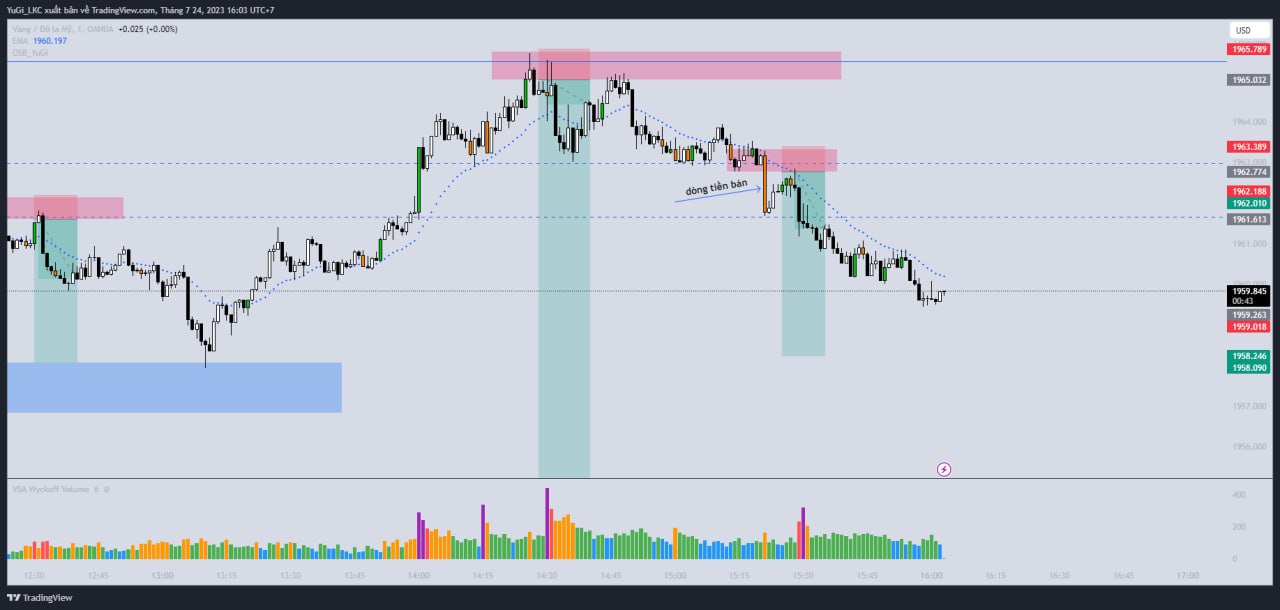 YuGi_LKC xuất bản về TradingView.com, Tháng 7 24, 2023 16:03 UTC+7
Vàng / Đô la Mỹ, 1, OANDA +0.025 (+0.00%)
EMA 1960.197
OSB_YuGi
USD
1965.789
1965.032
1964.000
1963.389
1962.774
1962.188
1962.010
1961.613
1961.000
1959.845
00:43
1959.263
1959.018
1958.246
1958.090
1957.000
1956.000
dòng tiền bán
VSA Wyckoff Volume 6 0
400
200
0
12:30 12:45 13:00 13:15 13:30 13:45 14:00 14:15 14:30 14:45 15:00 15:15 15:30 15:45 16:00 16:15 16:30 16:45 17:00
TradingView